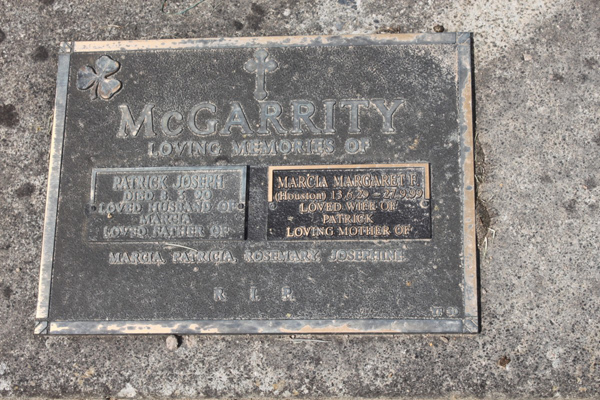 McGARRITY
LOVING MEMORIES OF
PATRICK JOSEPH
DIED
LOVED HUSBAND OF
MARCIA
LOVED FATHER OF
MARCIA MARGARET E.
(Houston)
LOVED WIFE OF
PATRICK
LOVING MOTHER OF
MARCIA, PATRICIA, ROSEMARY, JOSEPHINE
R. I. P.